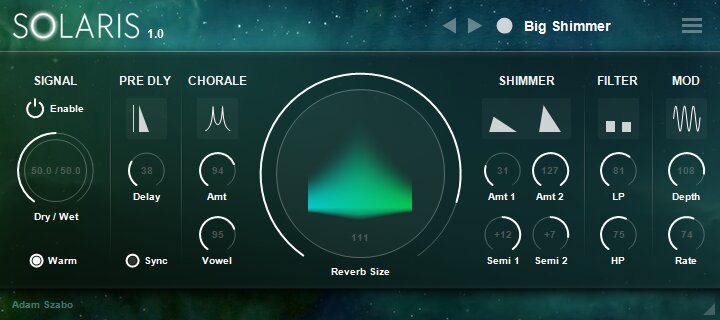 SOLARIS 1.0
Big Shimmer
SIGNAL PRE DLY CHORALE SHIMMER FILTER MOD
Enable
50.0 / 50.0 38 94 31 127 81 108
Dry / Wet Delay Amt Amt 1 Amt 2 LP Depth
95 +12 +7 75 74
Warm Sync Vowel Semi 1 Semi 2 HP Rate
111
Reverb Size
Adam Szabo